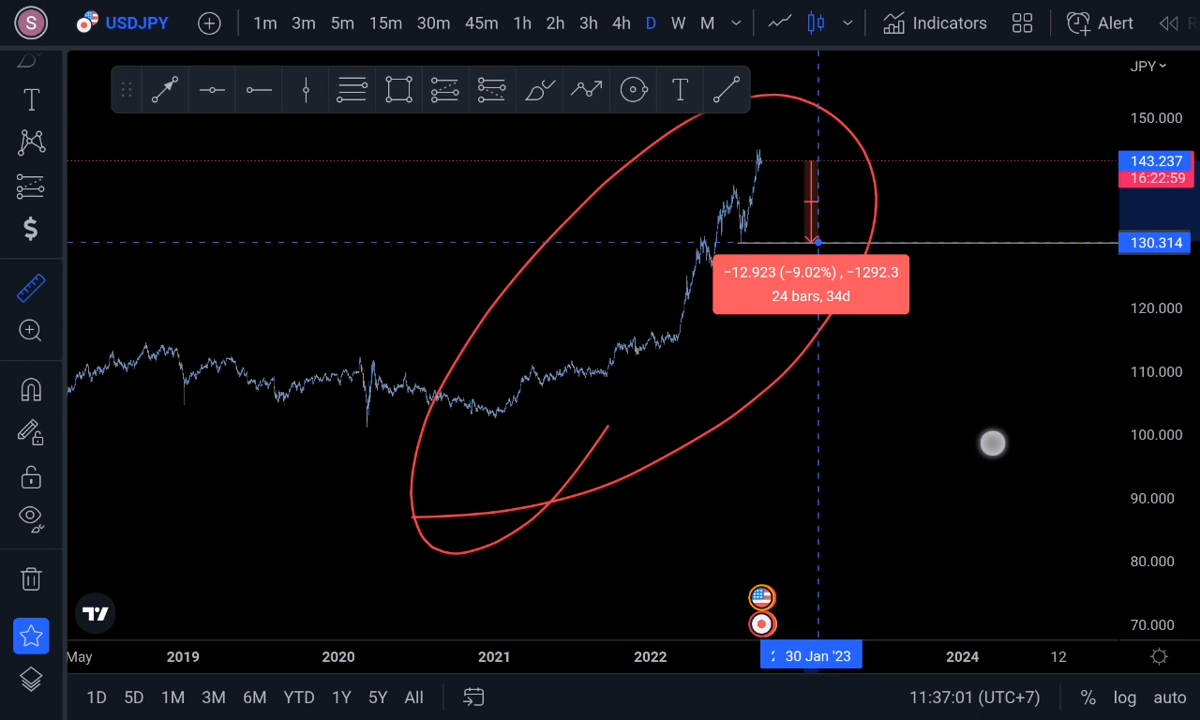 S
USDJPY
1m 3m 5m 15m 30m 45m 1h 2h 3h 4h D W M
Indicators
Alert
JPY
150.000
143.237
16:22:59
130.314
120.000
110.000
100.000
90.000
80.000
70.000
−12.923 (−9.02%) , −1292.3
24 bars, 34d
T
T
$
May 2019 2020 2021 2022 30 Jan '23 2024 12
1D 5D 1M 3M 6M YTD 1Y 5Y All
11:37:01 (UTC+7) % log auto